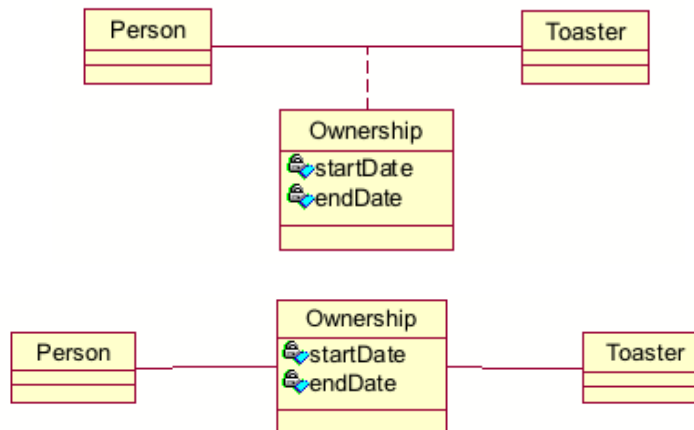 Person
Toaster
Ownership
startDate
endDate
Ownership
startDate
endDate
Person
Toaster